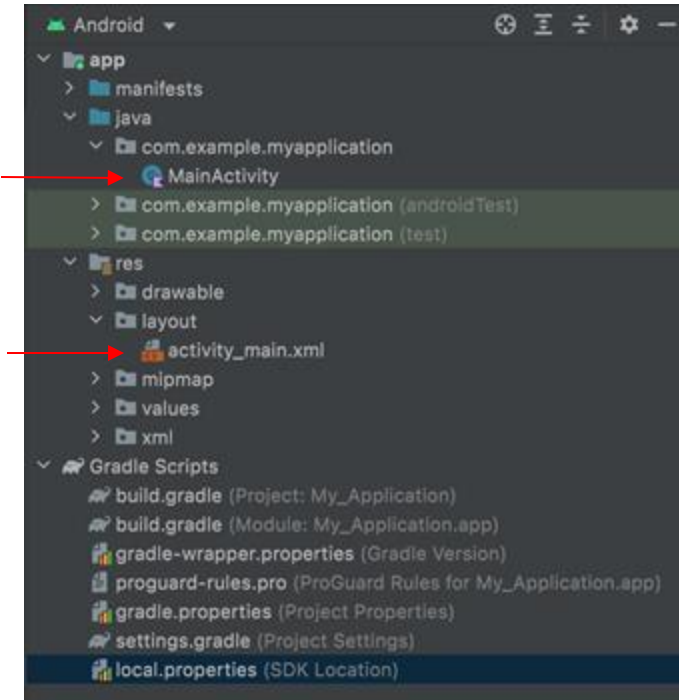 Android
app
manifests
java
com.example.myapplication
MainActivity
com.example.myapplication (androidTest)
com.example.myapplication (test)
res
drawable
layout
activity_main.xml
mipmap
values
xml
Gradle Scripts
build.gradle (Project: My_Application)
build.gradle (Module: My_Application.app)
gradle-wrapper.properties (Gradle Version)
proguard-rules.pro (ProGuard Rules for My_Application.app)
gradle.properties (Project Properties)
settings.gradle (Project Settings)
local.properties (SDK Location)